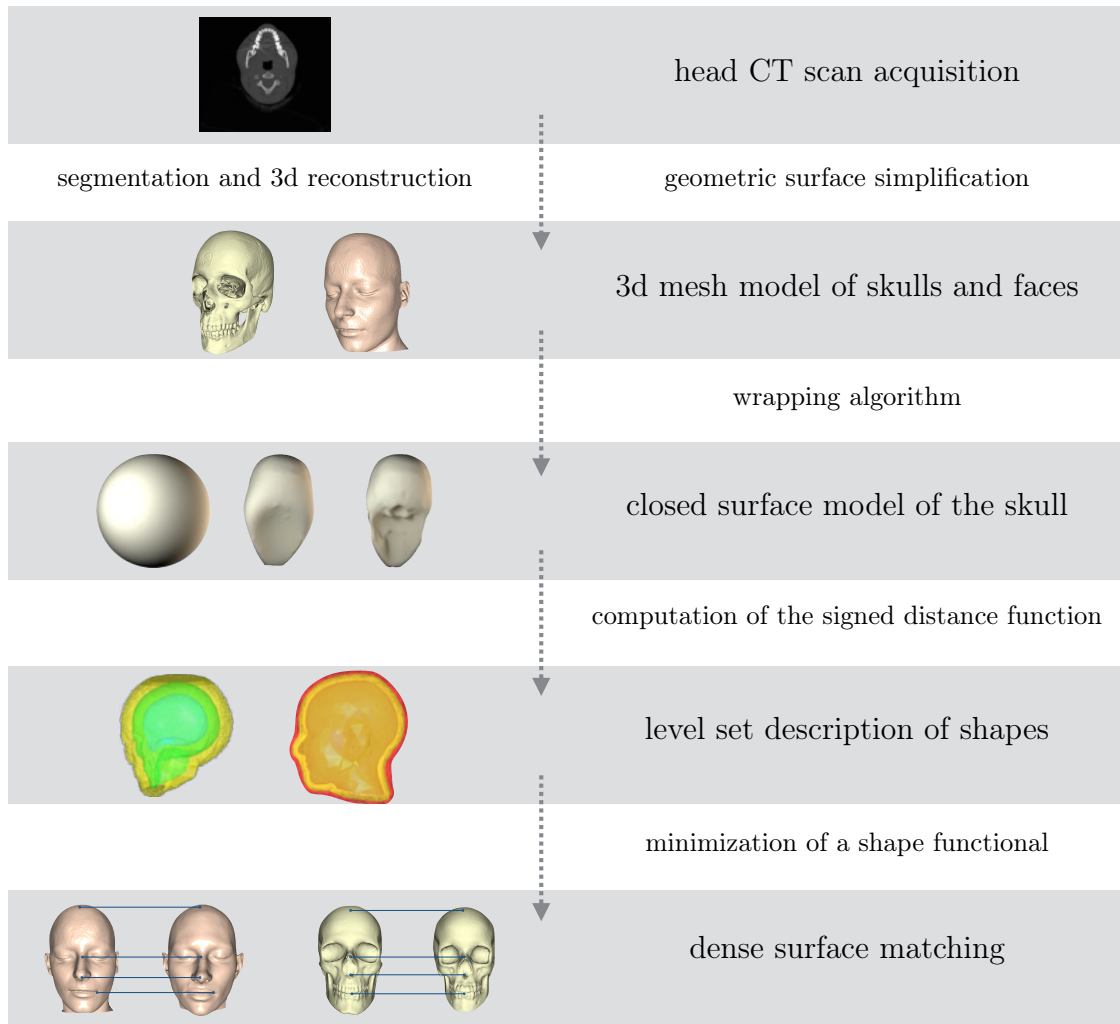 head CT scan acquisition
segmentation and 3d reconstruction
geometric surface simplification
3d mesh model of skulls and faces
wrapping algorithm
closed surface model of the skull
computation of the signed distance function
level set description of shapes
minimization of a shape functional
dense surface matching